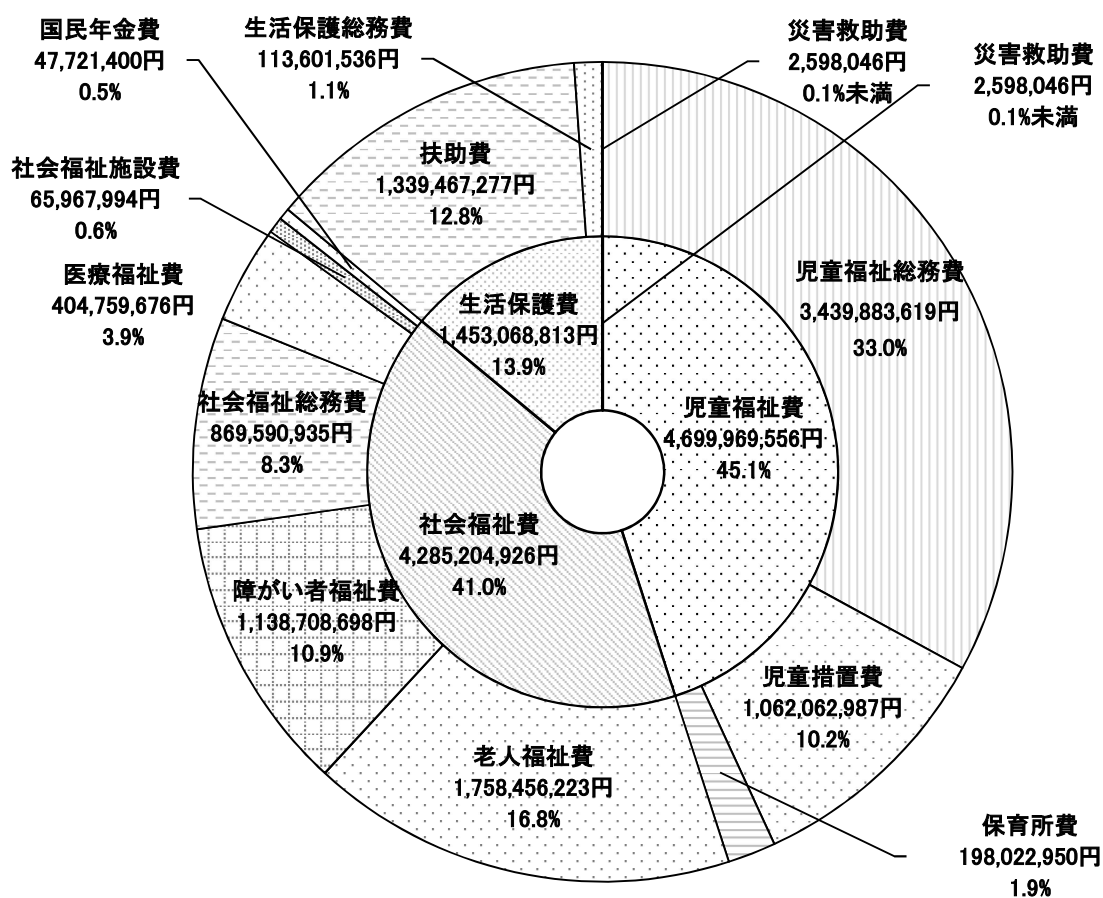 国民年金費
47,721,400円
0.5%
生活保護総務費
113,601,536円
1.1%
災害救助費
2,598,046円
0.1%未満
災害救助費
2,598,046円
0.1%未満
扶助費
1,339,467,277円
12.8%
社会福祉施設費
65,967,994円
0.6%
医療福祉費
404,759,676円
3.9%
生活保護費
1,453,068,813円
13.9%
児童福祉総務費
3,439,883,619円
33.0%
児童福祉費
4,699,969,556円
45.1%
社会福祉総務費
869,590,935円
8.3%
社会福祉費
4,285,204,926円
41.0%
障がい者福祉費
1,138,708,698円
10.9%
児童措置費
1,062,062,987円
10.2%
老人福祉費
1,758,456,223円
16.8%
保育所費
198,022,950円
1.9%